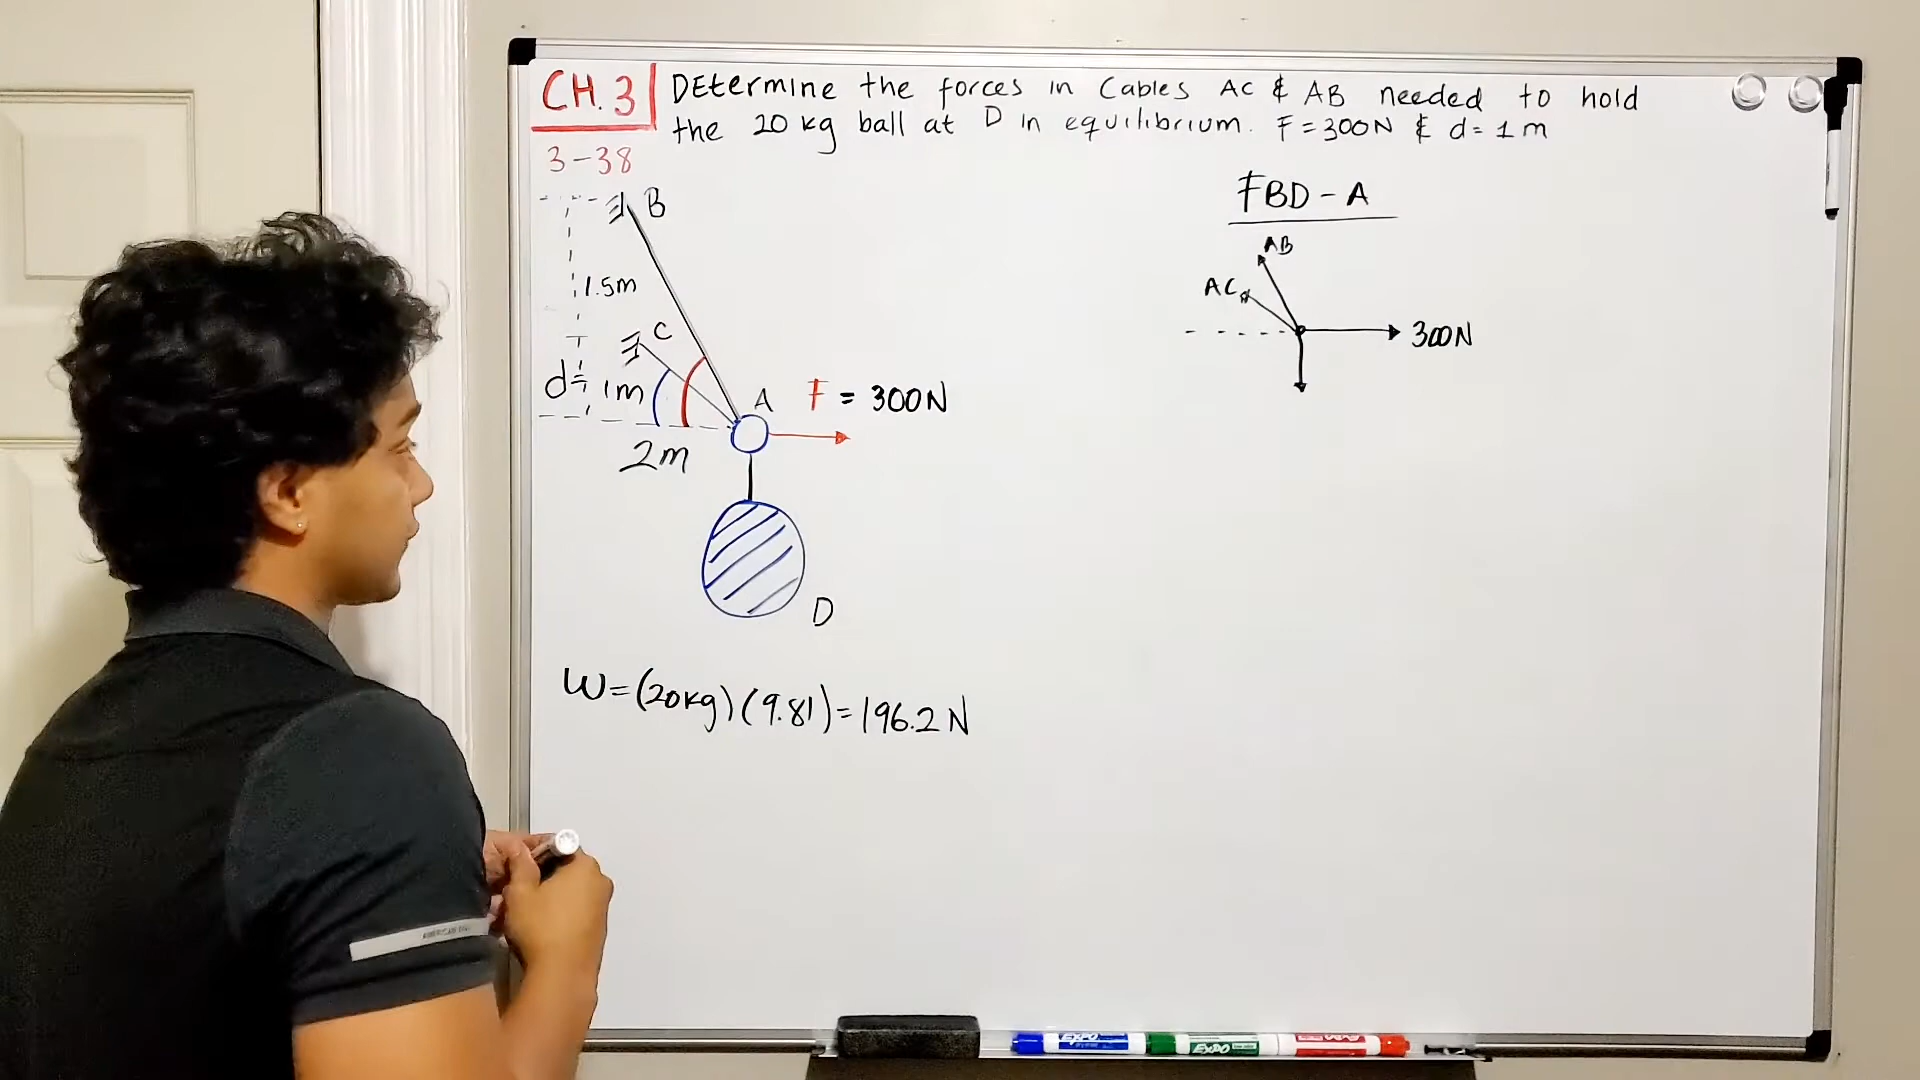 CH.3
DEtermine the forces in Cables AC & AB needed to hold
the 20 kg ball at D in equilibrium. F = 300N & d = 1m
3-38
B
1.5m
C
d= 1m
A
F = 300N
2m
D
W=(20kg)(9.81)=196.2 N
FBD-A
AB
AC
300N
EXPO
EXPO